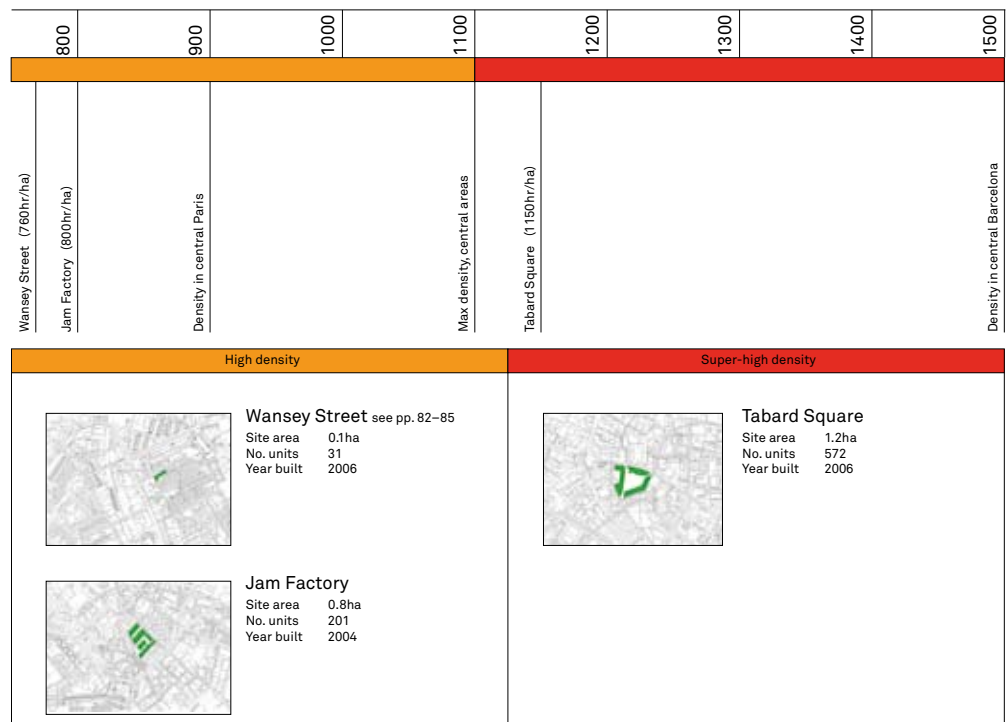 800
900
1000
1100
1200
1300
1400
1500
Wansey Street (760hr/ha)
Jam Factory (800hr/ha)
Density in central Paris
Max density, central areas
Tabard Square (1150hr/ha)
Density in central Barcelona
High density
Super-high density
Wansey Street see pp. 82–85
Site area 0.1ha
No. units 31
Year built 2006
Jam Factory
Site area 0.8ha
No. units 201
Year built 2004
Tabard Square
Site area 1.2ha
No. units 572
Year built 2006